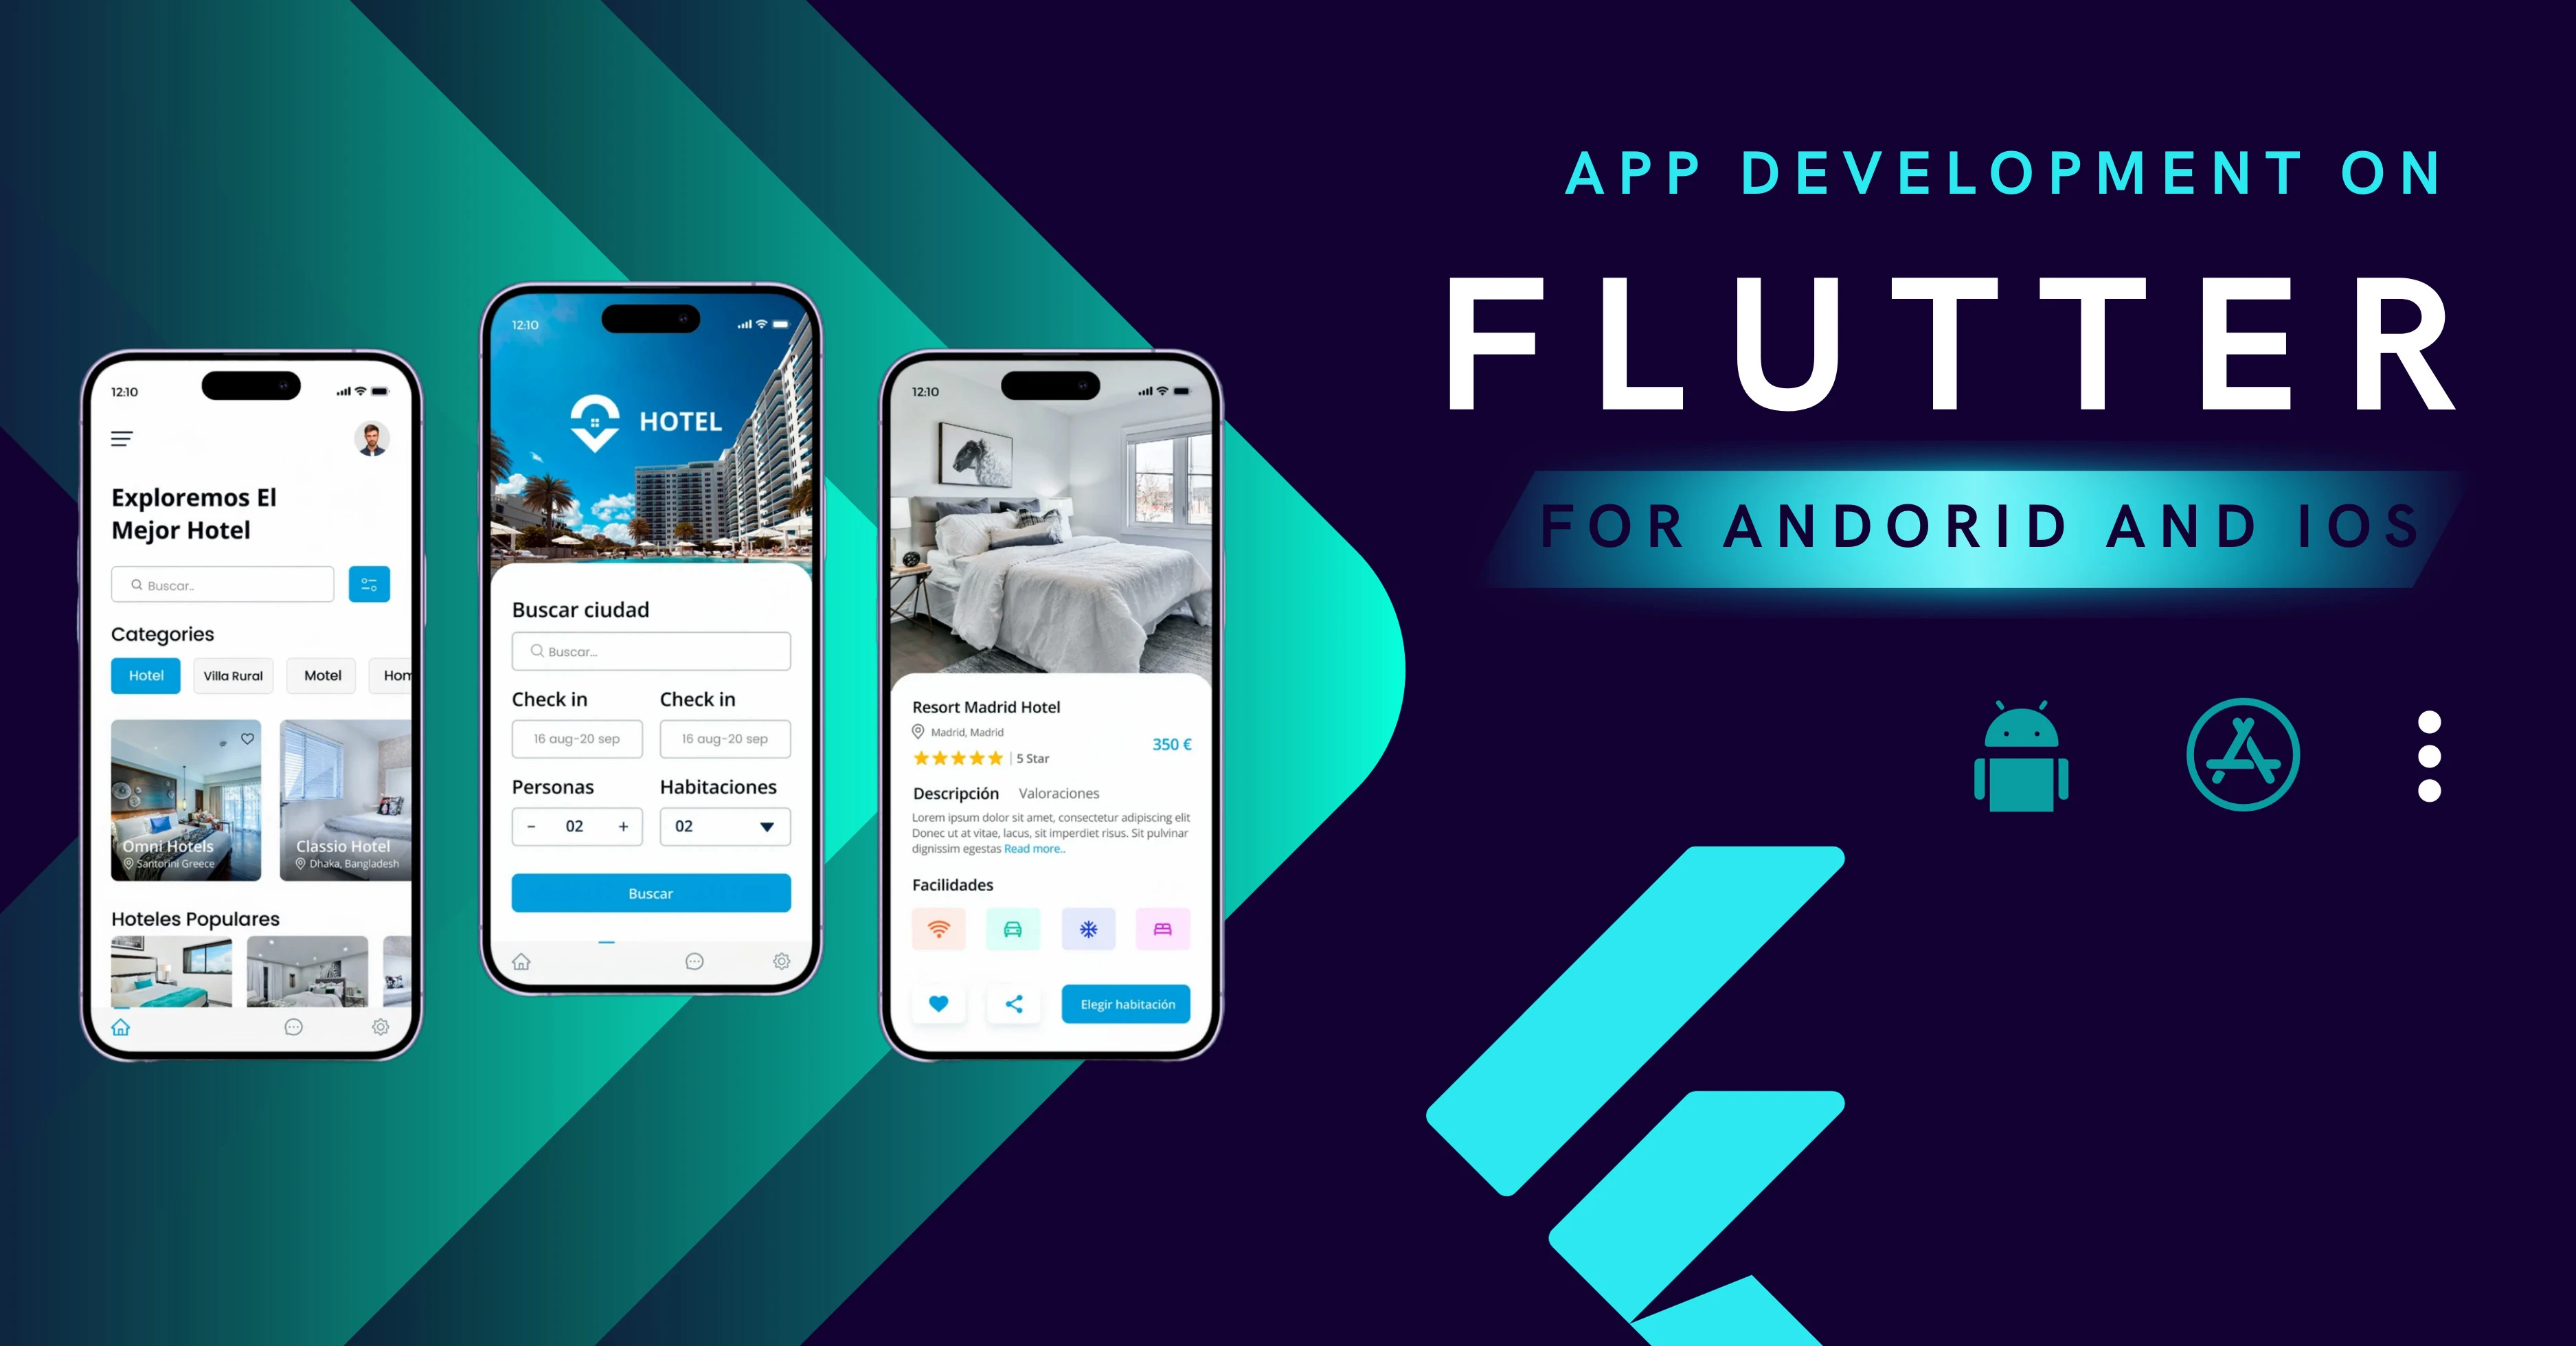 APP DEVELOPMENT ON
FLUTTER
FOR ANDORID AND IOS
12:10
Exploremos El
Mejor Hotel
Buscar..
Categories
Hotel
Villa Rural
Motel
Hom
Omni Hotels
Santorini Greece
Classio Hotel
Dhaka, Bangladesh
Hoteles Populares
12:10
HOTEL
Buscar ciudad
Buscar...
Check in
Check in
16 aug-20 sep
16 aug-20 sep
Personas
Habitaciones
- 02 +
02
Buscar
12:10
Resort Madrid Hotel
Madrid, Madrid
350 €
5 Star
Descripción
Valoraciones
Lorem ipsum dolor sit amet, consectetur adipiscing elit
Donec ut at vitae, lacus, sit imperdiet risus. Sit pulvinar
dignissim egestas Read more..
Facilidades
Elegir habitación